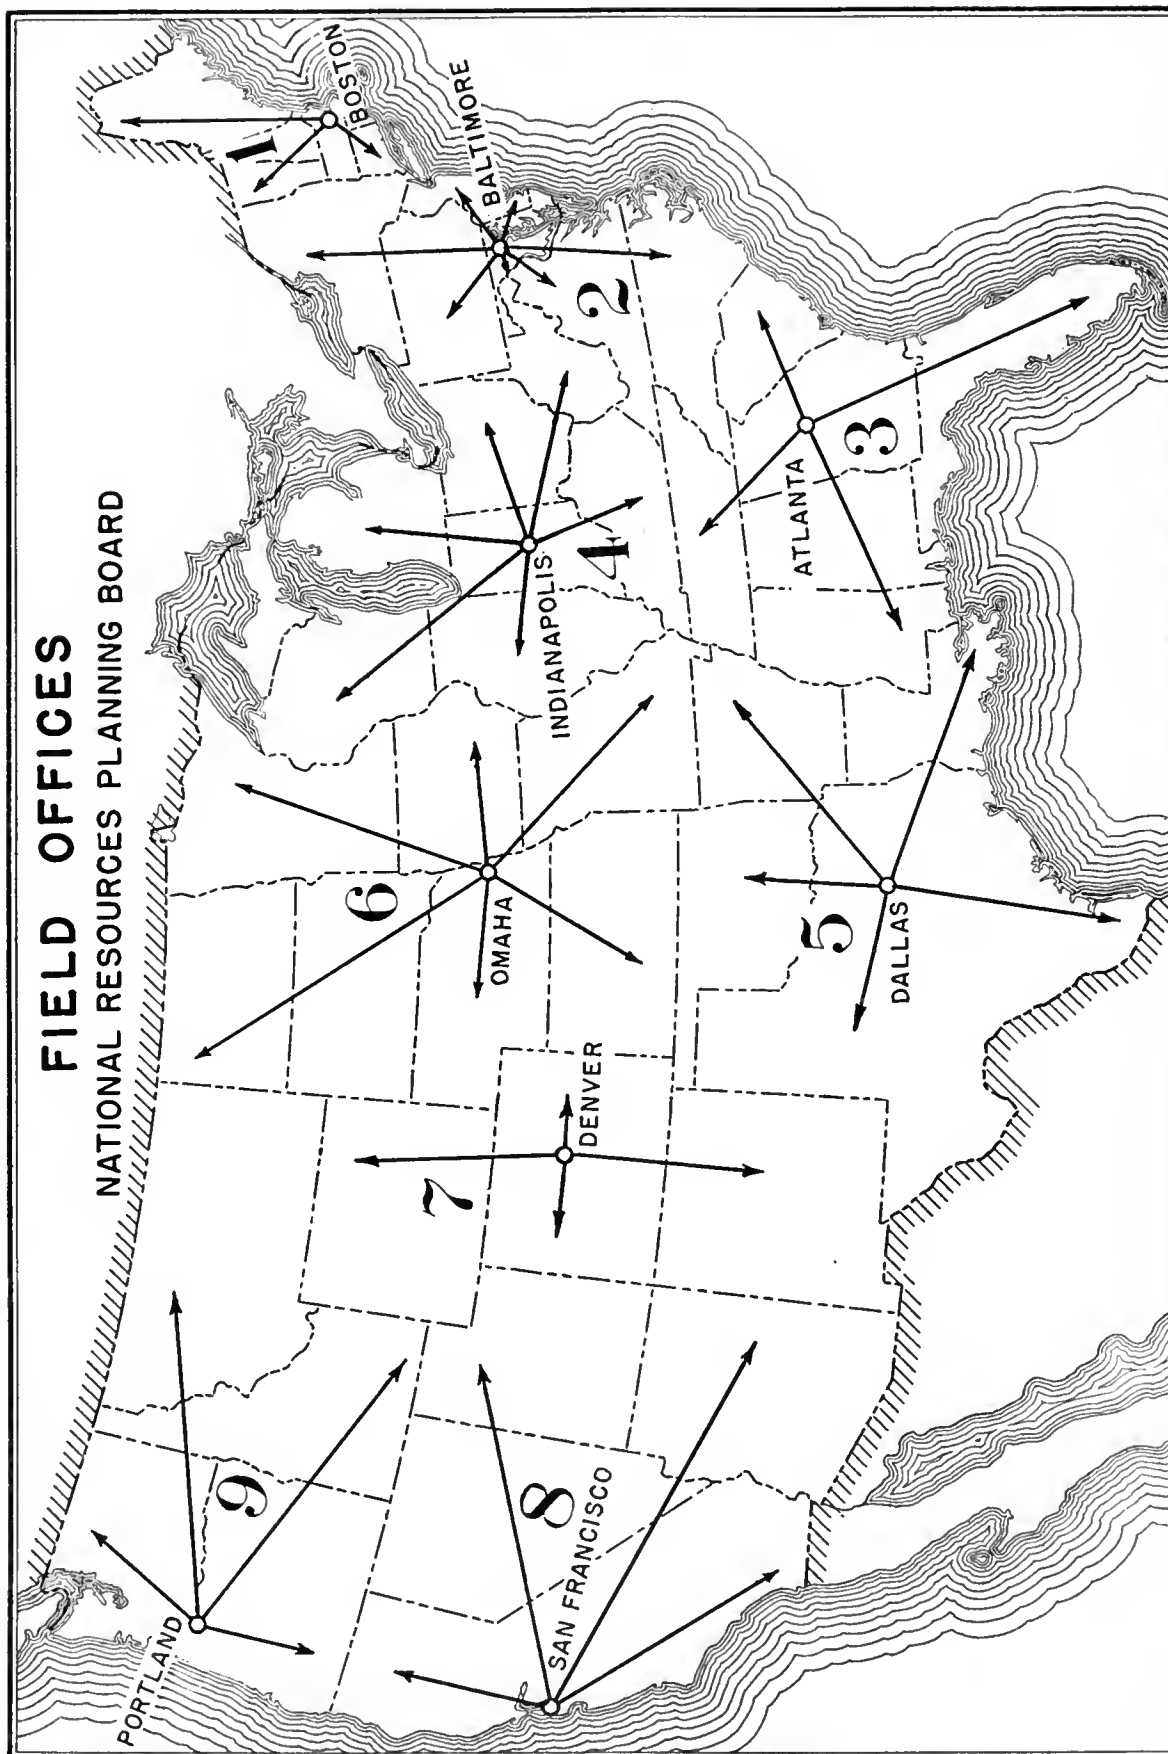 FIELD OFFICES
NATIONAL RESOURCES PLANNING BOARD
PORTLAND
9
SAN FRANCISCO
8
7
DENVER
6
OMAHA
5
DALLAS
INDIANAPOLIS
4
ATLANTA
3
2
BALTIMORE
1
BOSTON